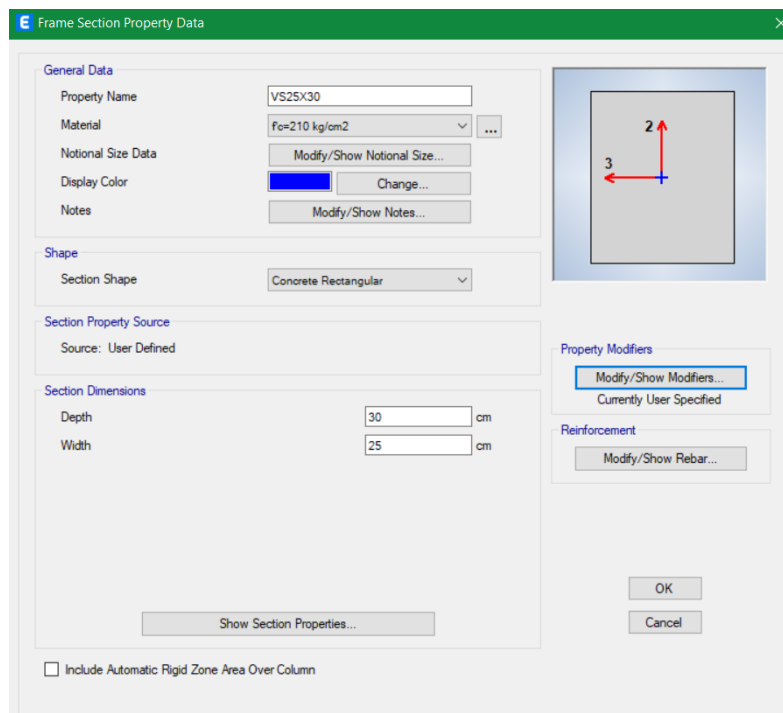 E Frame Section Property Data
General Data
Property Name VS25X30
Material f'c=210 kg/cm2 ...
Notional Size Data Modify/Show Notional Size...
Display Color Change...
Notes Modify/Show Notes...
2
3
Shape
Section Shape Concrete Rectangular
Section Property Source
Source: User Defined
Property Modifiers
Modify/Show Modifiers...
Currently User Specified
Section Dimensions
Depth 30 cm
Width 25 cm
Reinforcement
Modify/Show Rebar...
OK
Show Section Properties...
Cancel
Include Automatic Rigid Zone Area Over Column